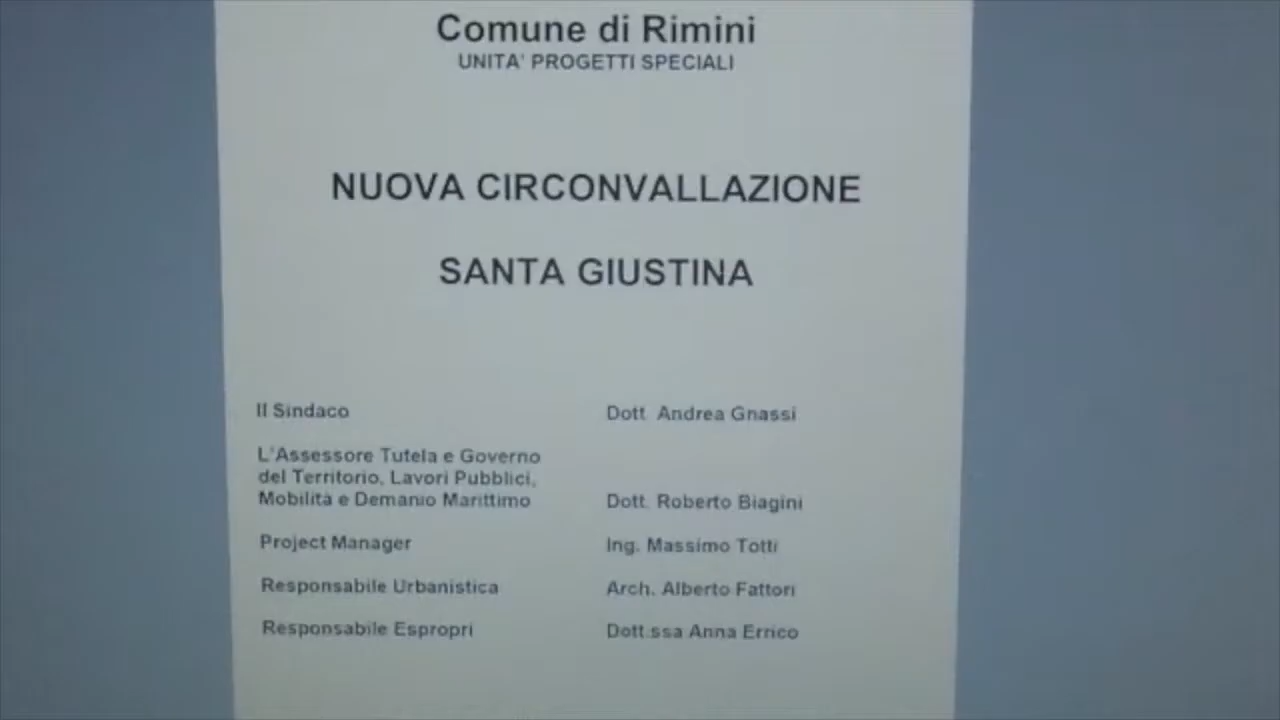 Comune di Rimini
UNITA' PROGETTI SPECIALI
NUOVA CIRCONVALLAZIONE
SANTA GIUSTINA
Il Sindaco Dott. Andrea Gnassi
L'Assessore Tutela e Governo
del Territorio, Lavori Pubblici,
Mobilità e Demanio Marittimo Dott. Roberto Biagini
Project Manager Ing. Massimo Totti
Responsabile Urbanistica Arch. Alberto Fattori
Responsabile Espropri Dott.ssa Anna Errico